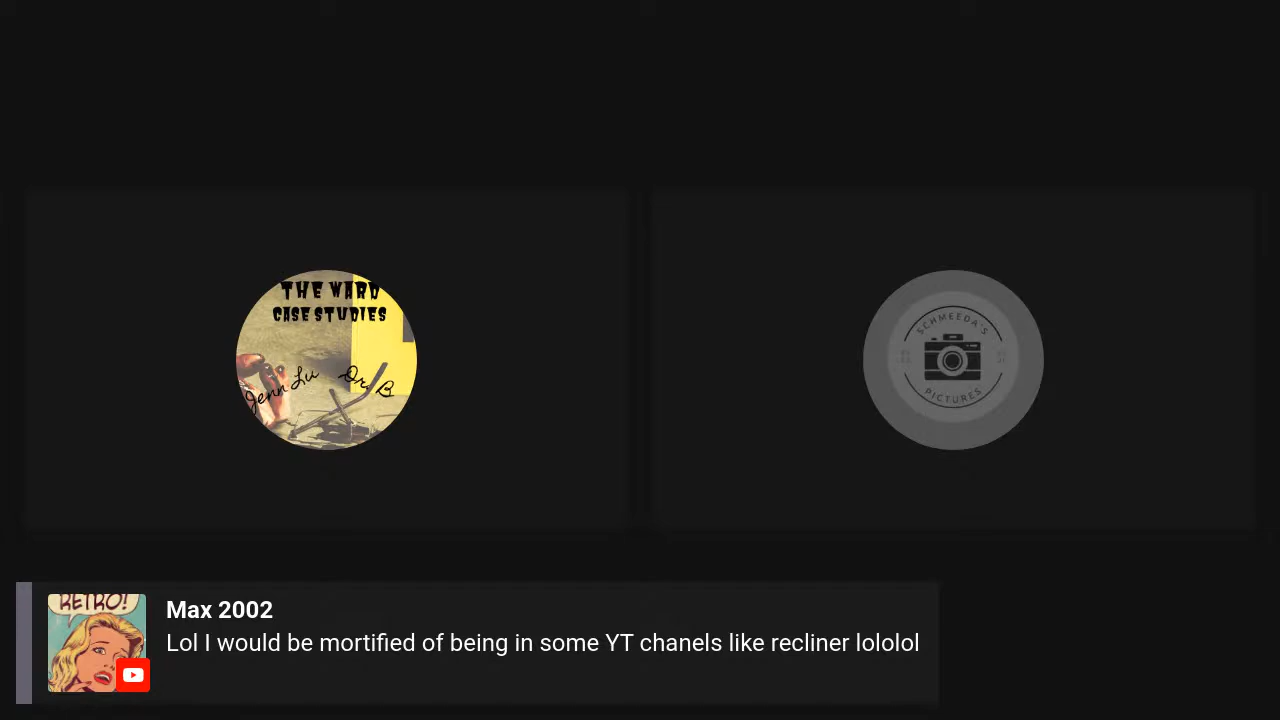 THE WARD
CASE STUDIES
Jenn Lu Dr B
SCHMEEDA'S
PICTURES
RETRO!
Max 2002
Lol I would be mortified of being in some YT chanels like recliner lololol